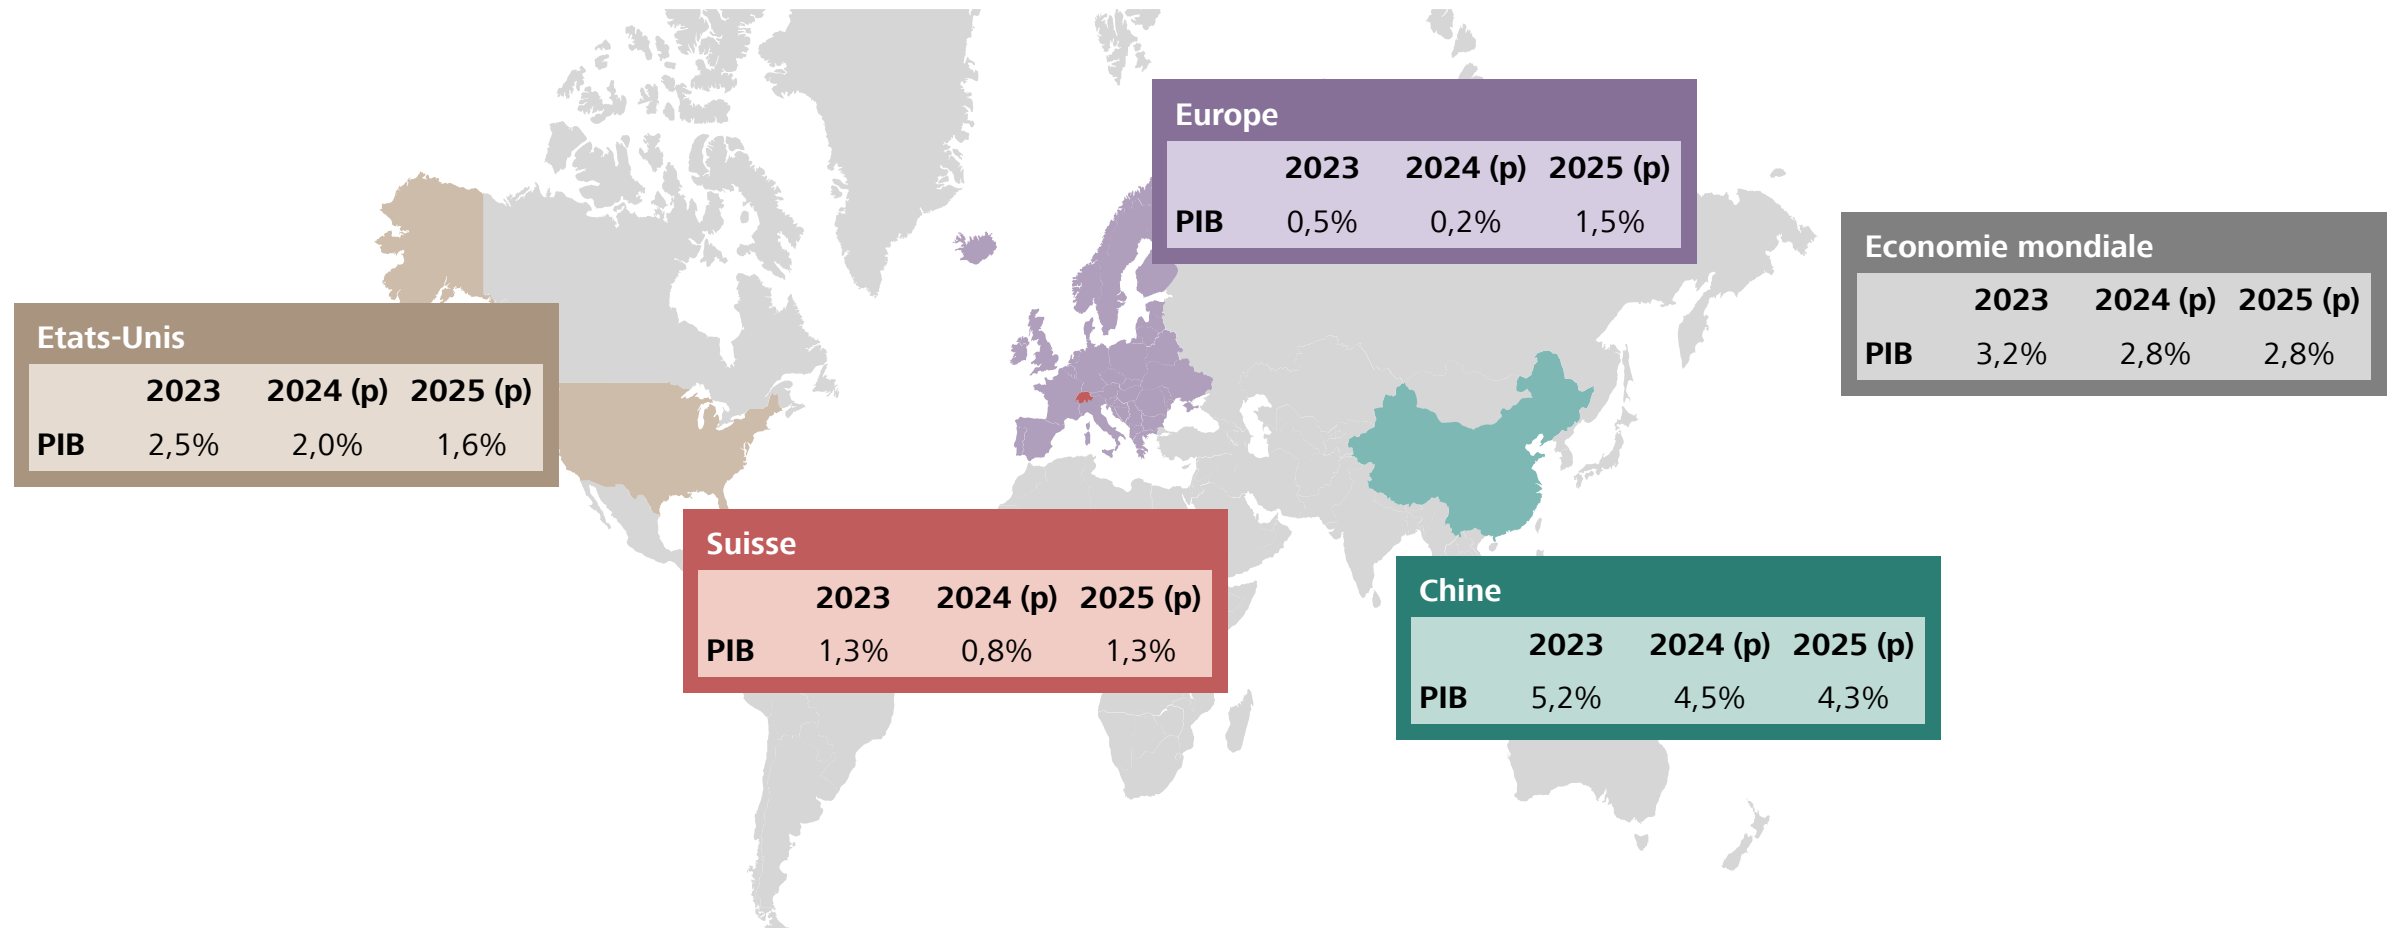 Europe
2023 2024 (p) 2025 (p)
PIB 0,5% 0,2% 1,5%
Economie mondiale
2023 2024 (p) 2025 (p)
PIB 3,2% 2,8% 2,8%
Etats-Unis
2023 2024 (p) 2025 (p)
PIB 2,5% 2,0% 1,6%
Suisse
2023 2024 (p) 2025 (p)
PIB 1,3% 0,8% 1,3%
Chine
2023 2024 (p) 2025 (p)
PIB 5,2% 4,5% 4,3%